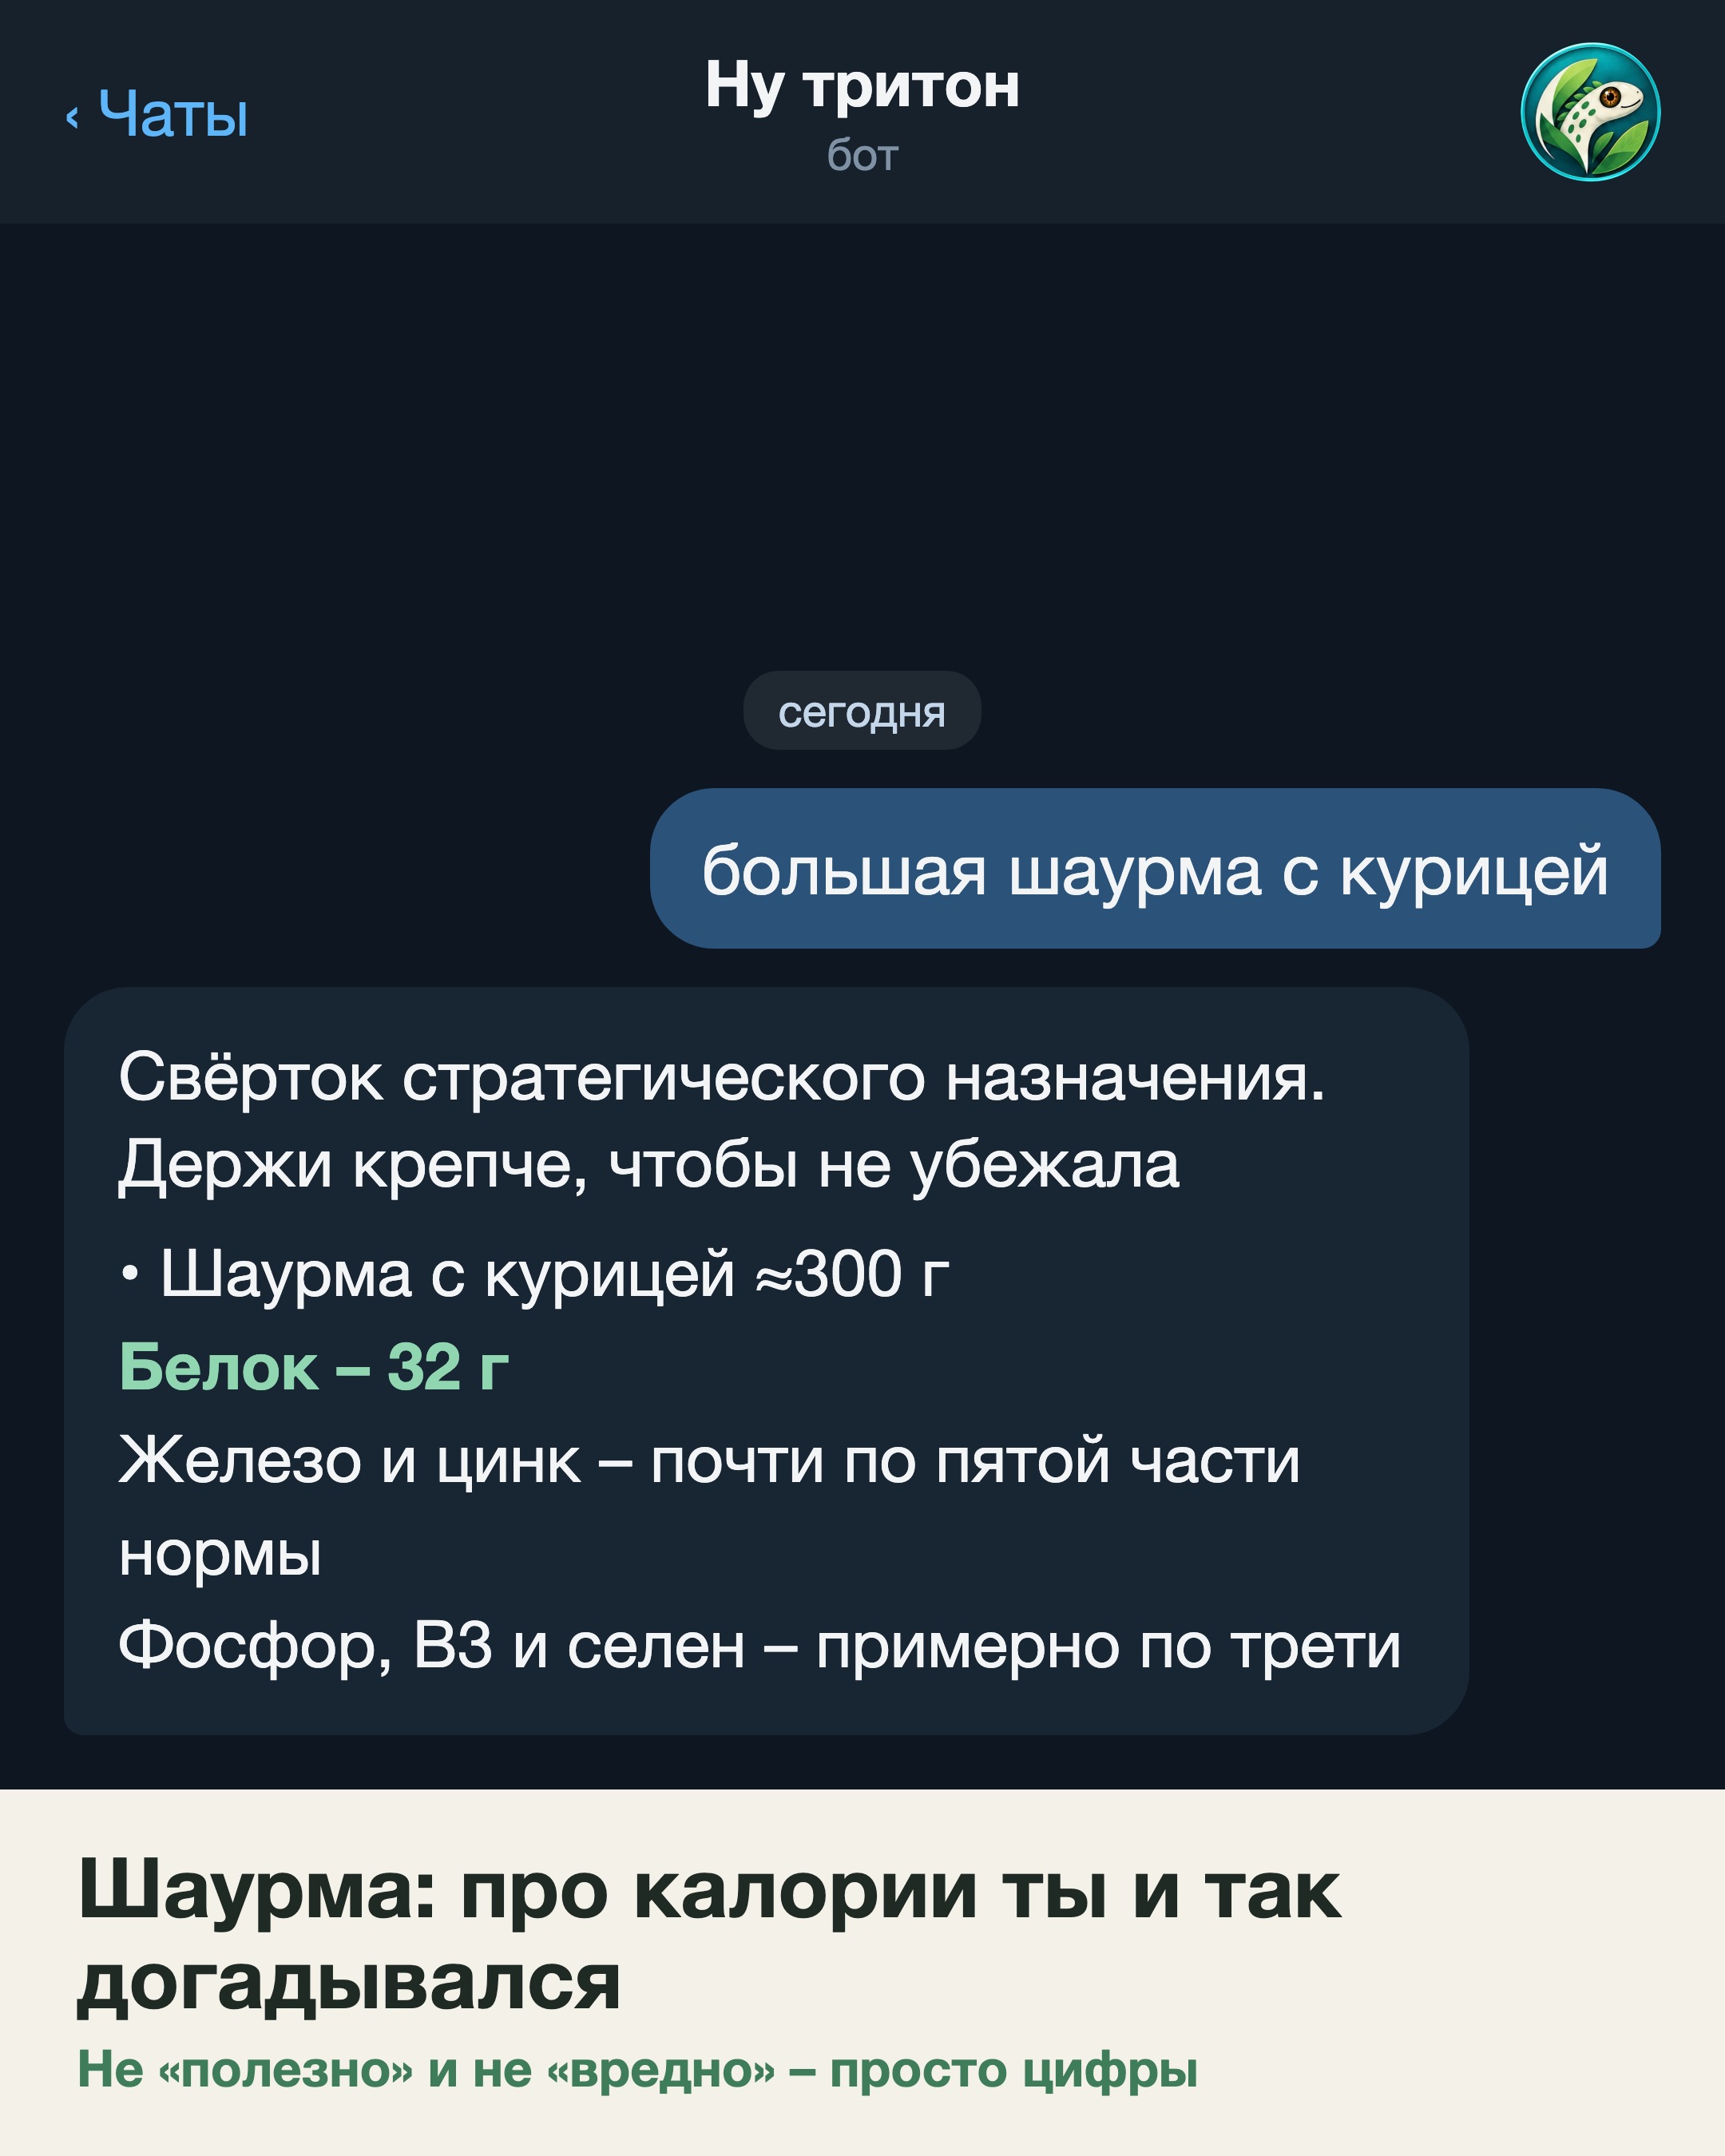 ‹ Чаты
Ну тритон
бот
сегодня
большая шаурма с курицей
Свёрток стратегического назначения.
Держи крепче, чтобы не убежала
• Шаурма с курицей ≈300 г
Белок – 32 г
Железо и цинк – почти по пятой части
нормы
Фосфор, B3 и селен – примерно по трети
Шаурма: про калории ты и так
догадывался
Не «полезно» и не «вредно» – просто цифры